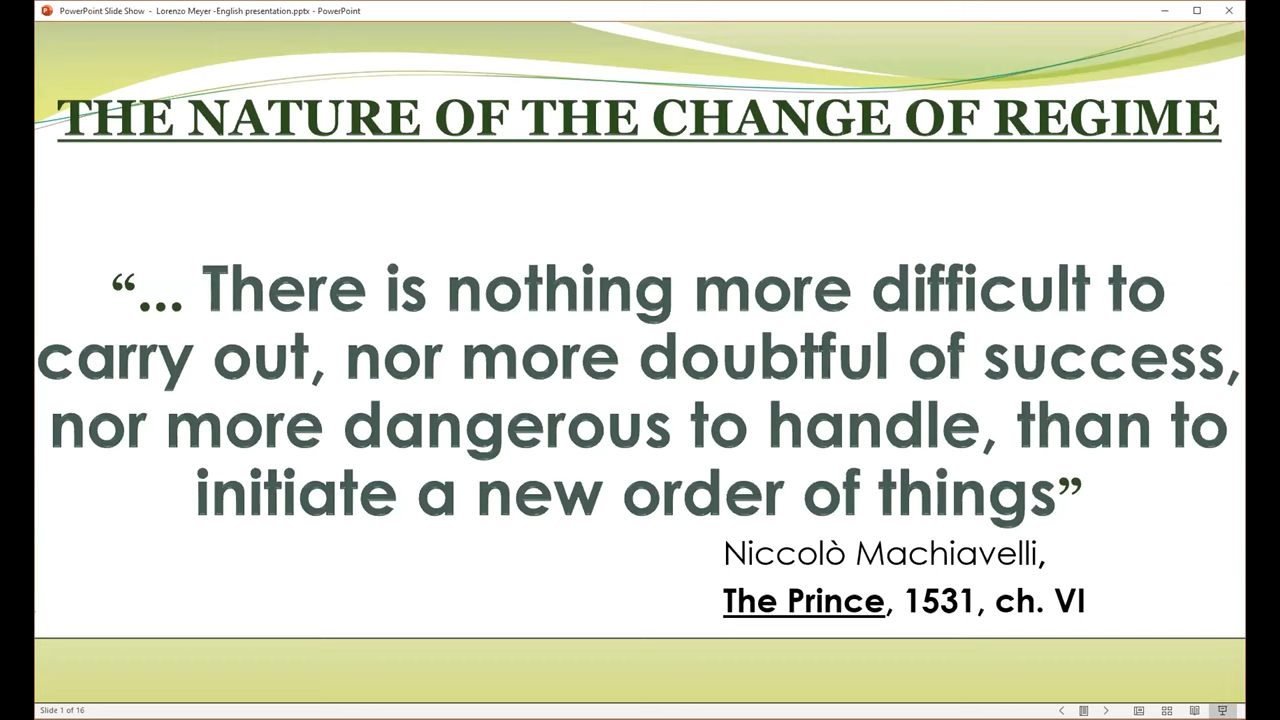 PowerPoint Slide Show - Lorenzo Meyer -English presentation.pptx - PowerPoint
THE NATURE OF THE CHANGE OF REGIME
“... There is nothing more difficult to
carry out, nor more doubtful of success,
nor more dangerous to handle, than to
initiate a new order of things”
Niccolò Machiavelli,
The Prince, 1531, ch. VI
Slide 1 of 16